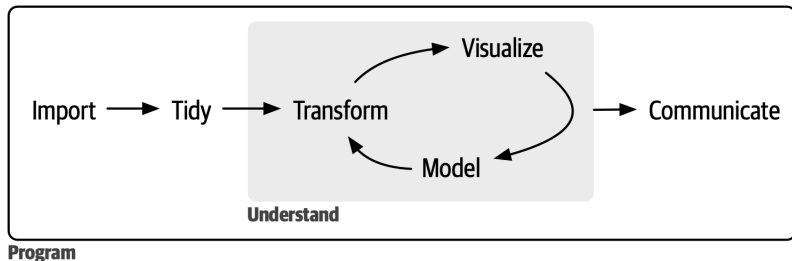 Visualize
Import
Tidy
Transform
Communicate
Model
Understand
Program